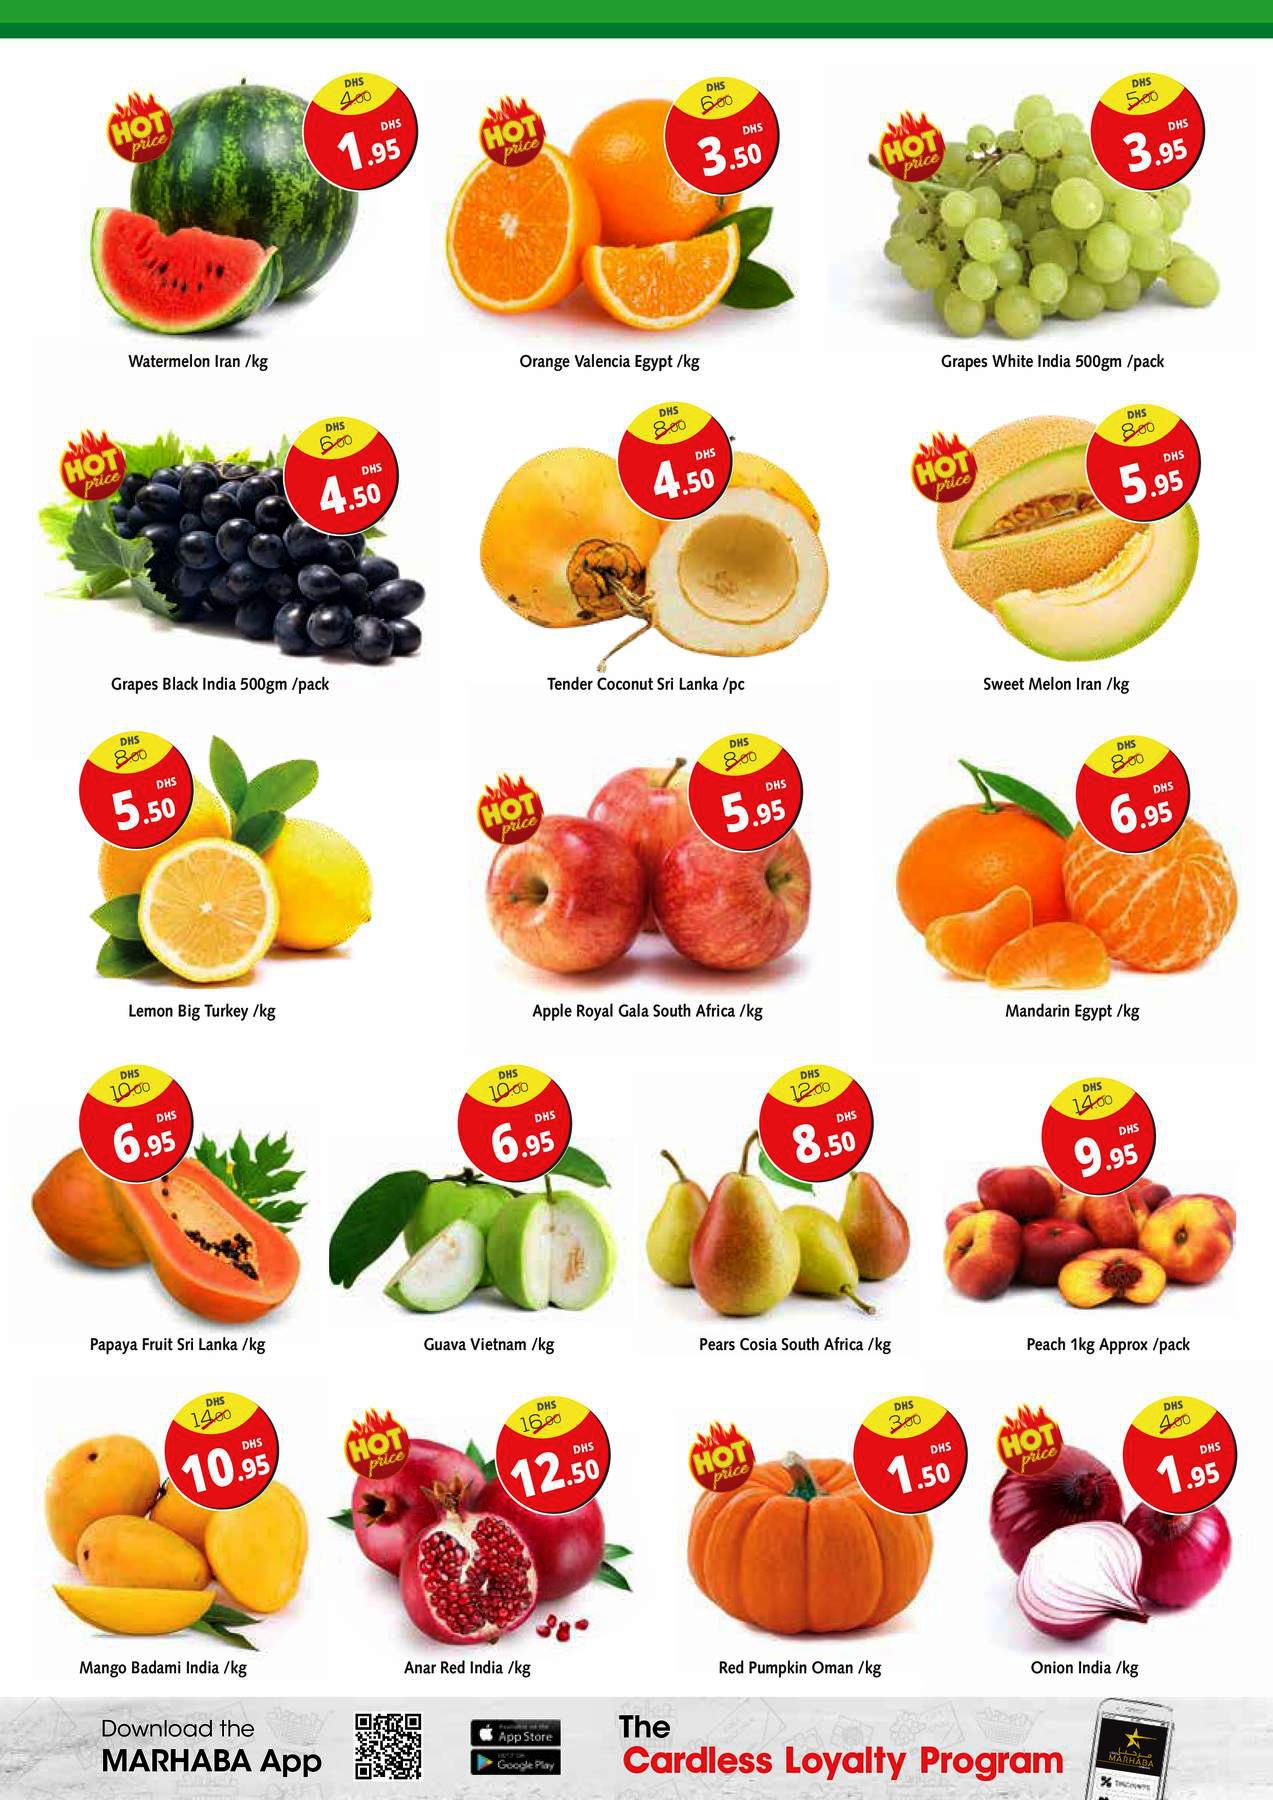 HOT
price
DHS
4.00
DHS
1.95
Watermelon Iran /kg
HOT
price
DHS
6.00
DHS
3.50
Orange Valencia Egypt /kg
HOT
price
DHS
5.00
DHS
3.95
Grapes White India 500gm /pack
HOT
price
DHS
6.00
DHS
4.50
Grapes Black India 500gm /pack
DHS
8.00
DHS
4.50
Tender Coconut Sri Lanka /pc
HOT
price
DHS
8.00
DHS
5.95
Sweet Melon Iran /kg
DHS
8.00
DHS
5.50
Lemon Big Turkey /kg
HOT
price
DHS
8.00
DHS
5.95
Apple Royal Gala South Africa /kg
DHS
8.00
DHS
6.95
Mandarin Egypt /kg
DHS
10.00
DHS
6.95
Papaya Fruit Sri Lanka /kg
DHS
10.00
DHS
6.95
Guava Vietnam /kg
DHS
12.00
DHS
8.50
Pears Cosia South Africa /kg
DHS
14.00
DHS
9.95
Peach 1kg Approx /pack
DHS
14.00
DHS
10.95
Mango Badami India /kg
HOT
price
DHS
16.00
DHS
12.50
Anar Red India /kg
HOT
price
DHS
3.00
DHS
1.50
Red Pumpkin Oman /kg
HOT
price
DHS
4.00
DHS
1.95
Onion India /kg
Download the
MARHABA App
Available on the
App Store
Google Play
The
Cardless Loyalty Program
مرحبا
MARHABA
% DISCOUNTS